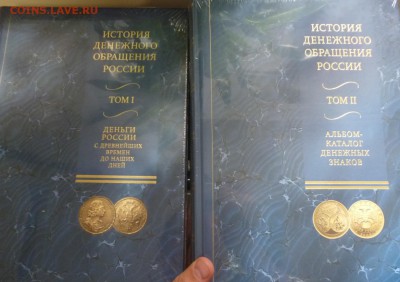 COINS.LAVE.RU
ИСТОРИЯ
ДЕНЕЖНОГО
ОБРАЩЕНИЯ
РОССИИ
ТОМ I
ДЕНЬГИ
РОССИИ
С ДРЕВНЕЙШИХ
ВРЕМЕН
ДО НАШИХ
ДНЕЙ
ИСТОРИЯ
ДЕНЕЖНОГО
ОБРАЩЕНИЯ
РОССИИ
ТОМ II
АЛЬБОМ-
КАТАЛОГ
ДЕНЕЖНЫХ
ЗНАКОВ